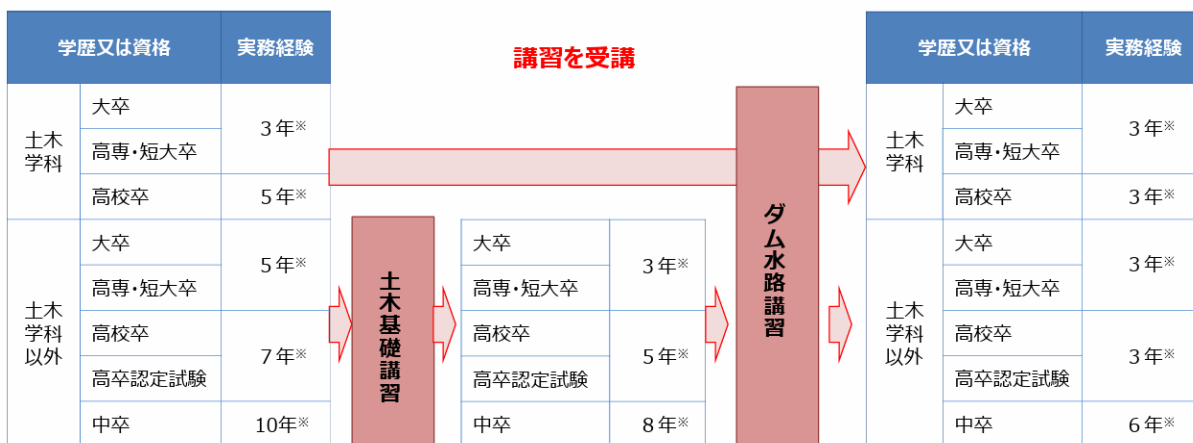 講習を受講
学歴又は資格 実務経験
土木学科 大卒 3年※
高専・短大卒
高校卒 5年※
土木学科以外 大卒 5年※
高専・短大卒
高校卒 7年※
高卒認定試験
中卒 10年※
土木基礎講習
大卒 3年※
高専・短大卒
高校卒 5年※
高卒認定試験
中卒 8年※
ダム水路講習
学歴又は資格 実務経験
土木学科 大卒 3年※
高専・短大卒
高校卒 3年※
土木学科以外 大卒 3年※
高専・短大卒
高校卒 3年※
高卒認定試験
中卒 6年※